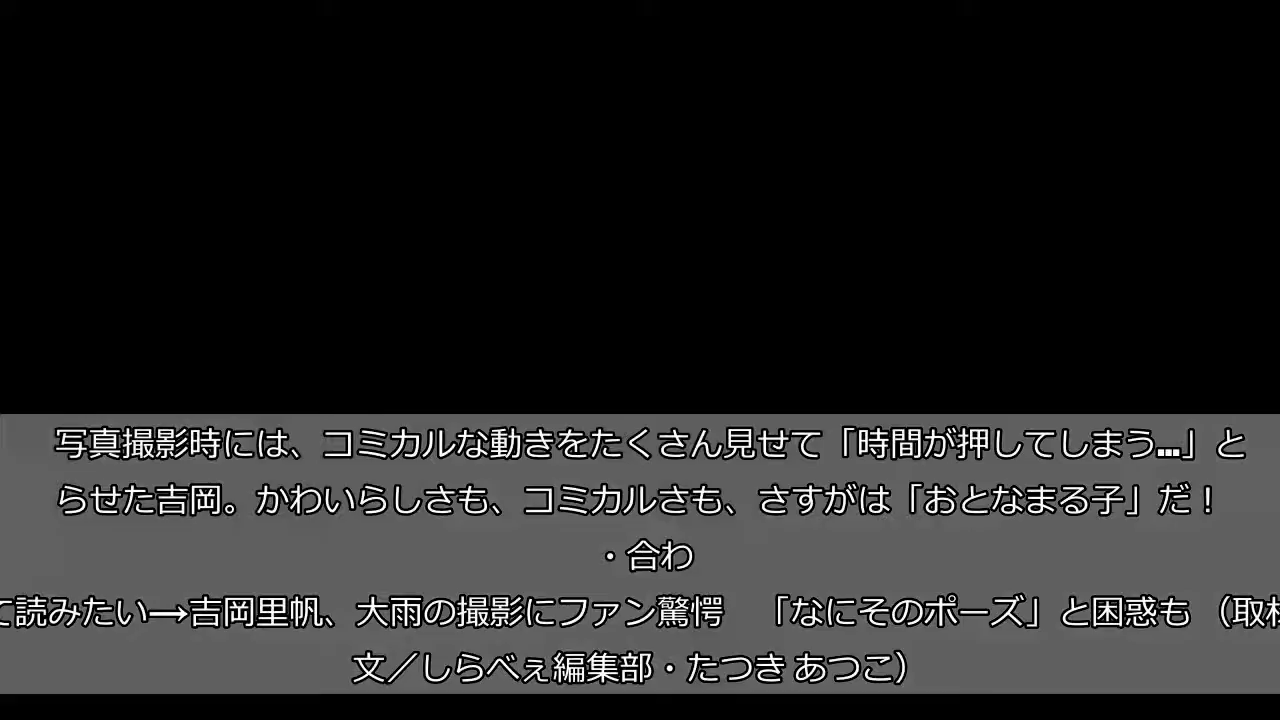 写真撮影時には、コミカルな動きをたくさん見せて「時間が押してしまう…」と
らせた吉岡。かわいらしさも、コミカルさも、さすがは「おとなまる子」だ！
・合わ
て読みたい→吉岡里帆、大雨の撮影にファン驚愕　「なにそのポーズ」と困惑も （取材
文／しらべぇ編集部・たつき あつこ）